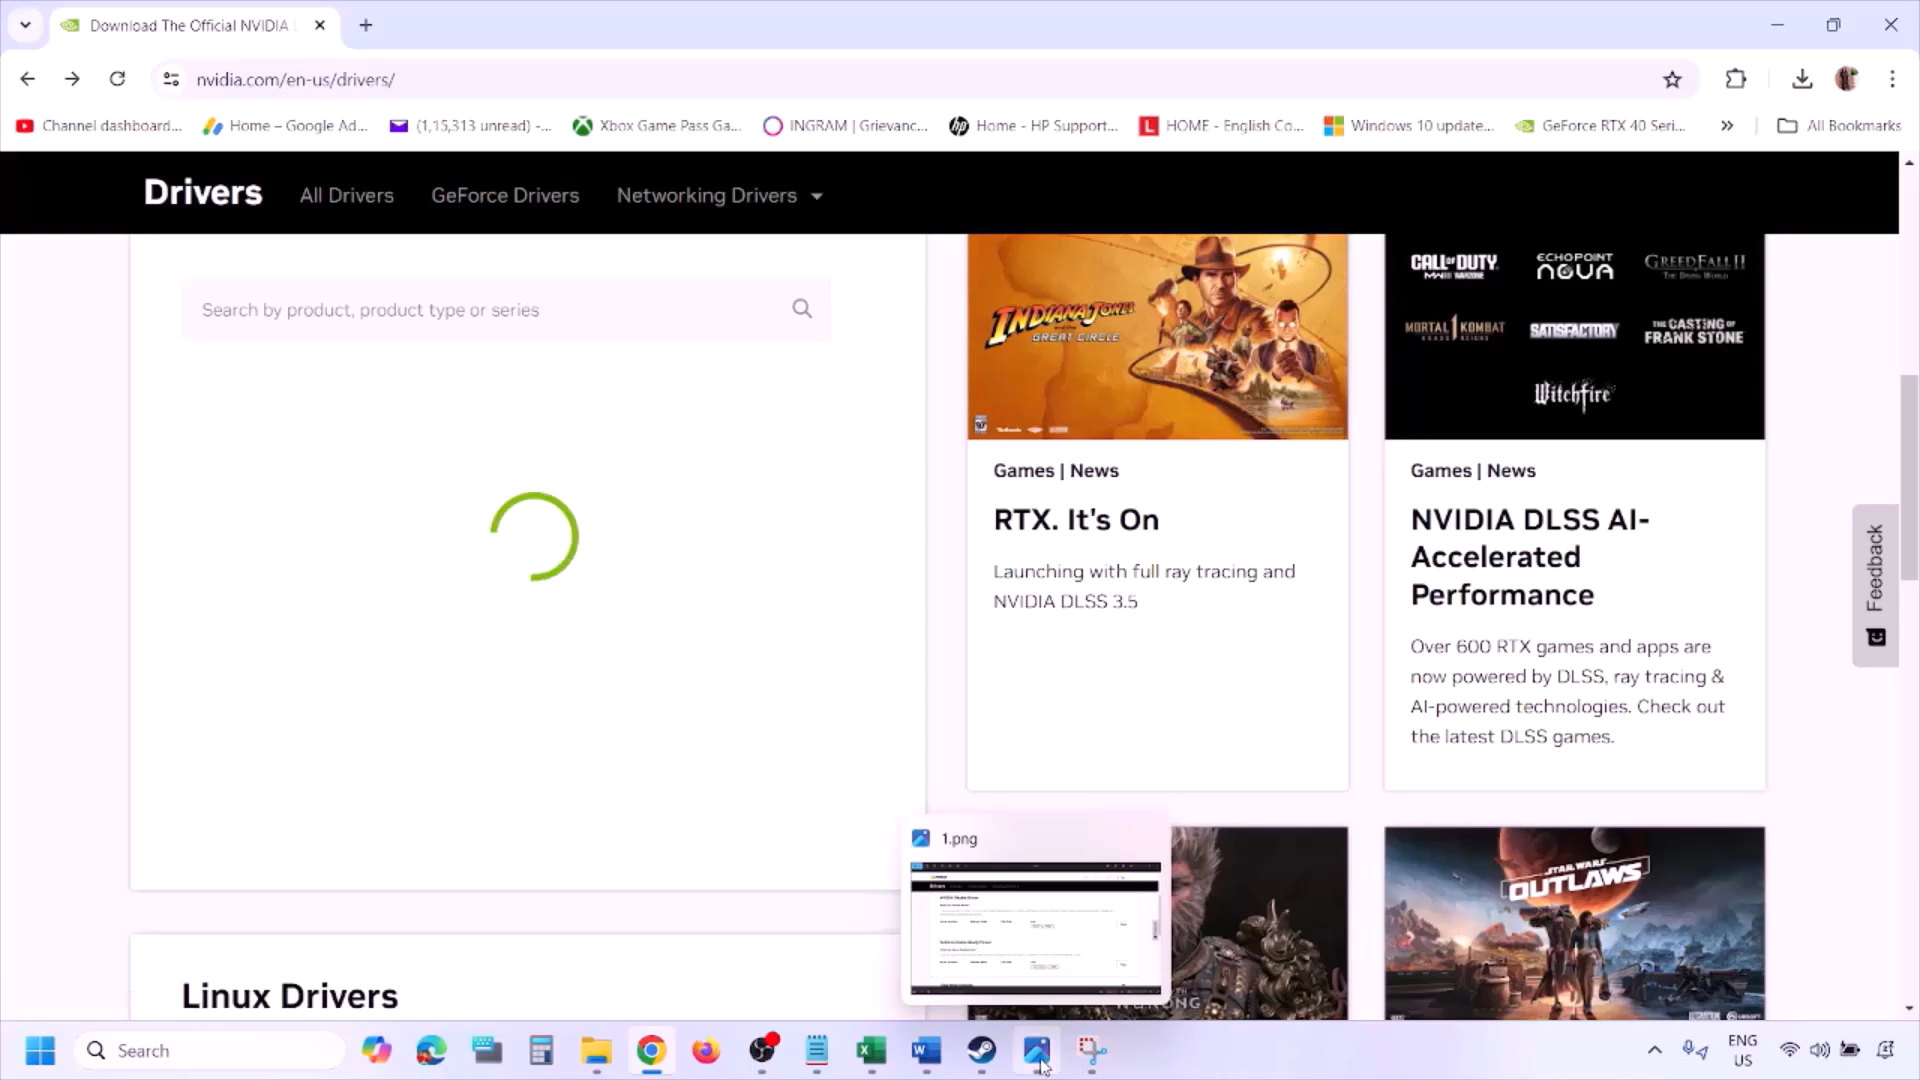 Download The Official NVIDIA
nvidia.com/en-us/drivers/
Channel dashboard...
Home – Google Ad...
(1,15,313 unread) -...
Xbox Game Pass Ga...
INGRAM | Grievanc...
Home - HP Support...
HOME - English Co...
Windows 10 update...
GeForce RTX 40 Seri...
All Bookmarks
Drivers
All Drivers
GeForce Drivers
Networking Drivers
Search by product, product type or series
INDIANA JONES
GREAT CIRCLE
CALL OF DUTY
ECHOPOINT
NOVA
GREEDFALL II
MORTAL KOMBAT
SATISFACTORY
THE CASTING OF
FRANK STONE
Witchfire
Games | News
RTX. It's On
Launching with full ray tracing and
NVIDIA DLSS 3.5
Games | News
NVIDIA DLSS AI-
Accelerated
Performance
Over 600 RTX games and apps are
now powered by DLSS, ray tracing &
AI-powered technologies. Check out
the latest DLSS games.
Feedback
1.png
STAR WARS
OUTLAWS
Linux Drivers
Search
ENG
US